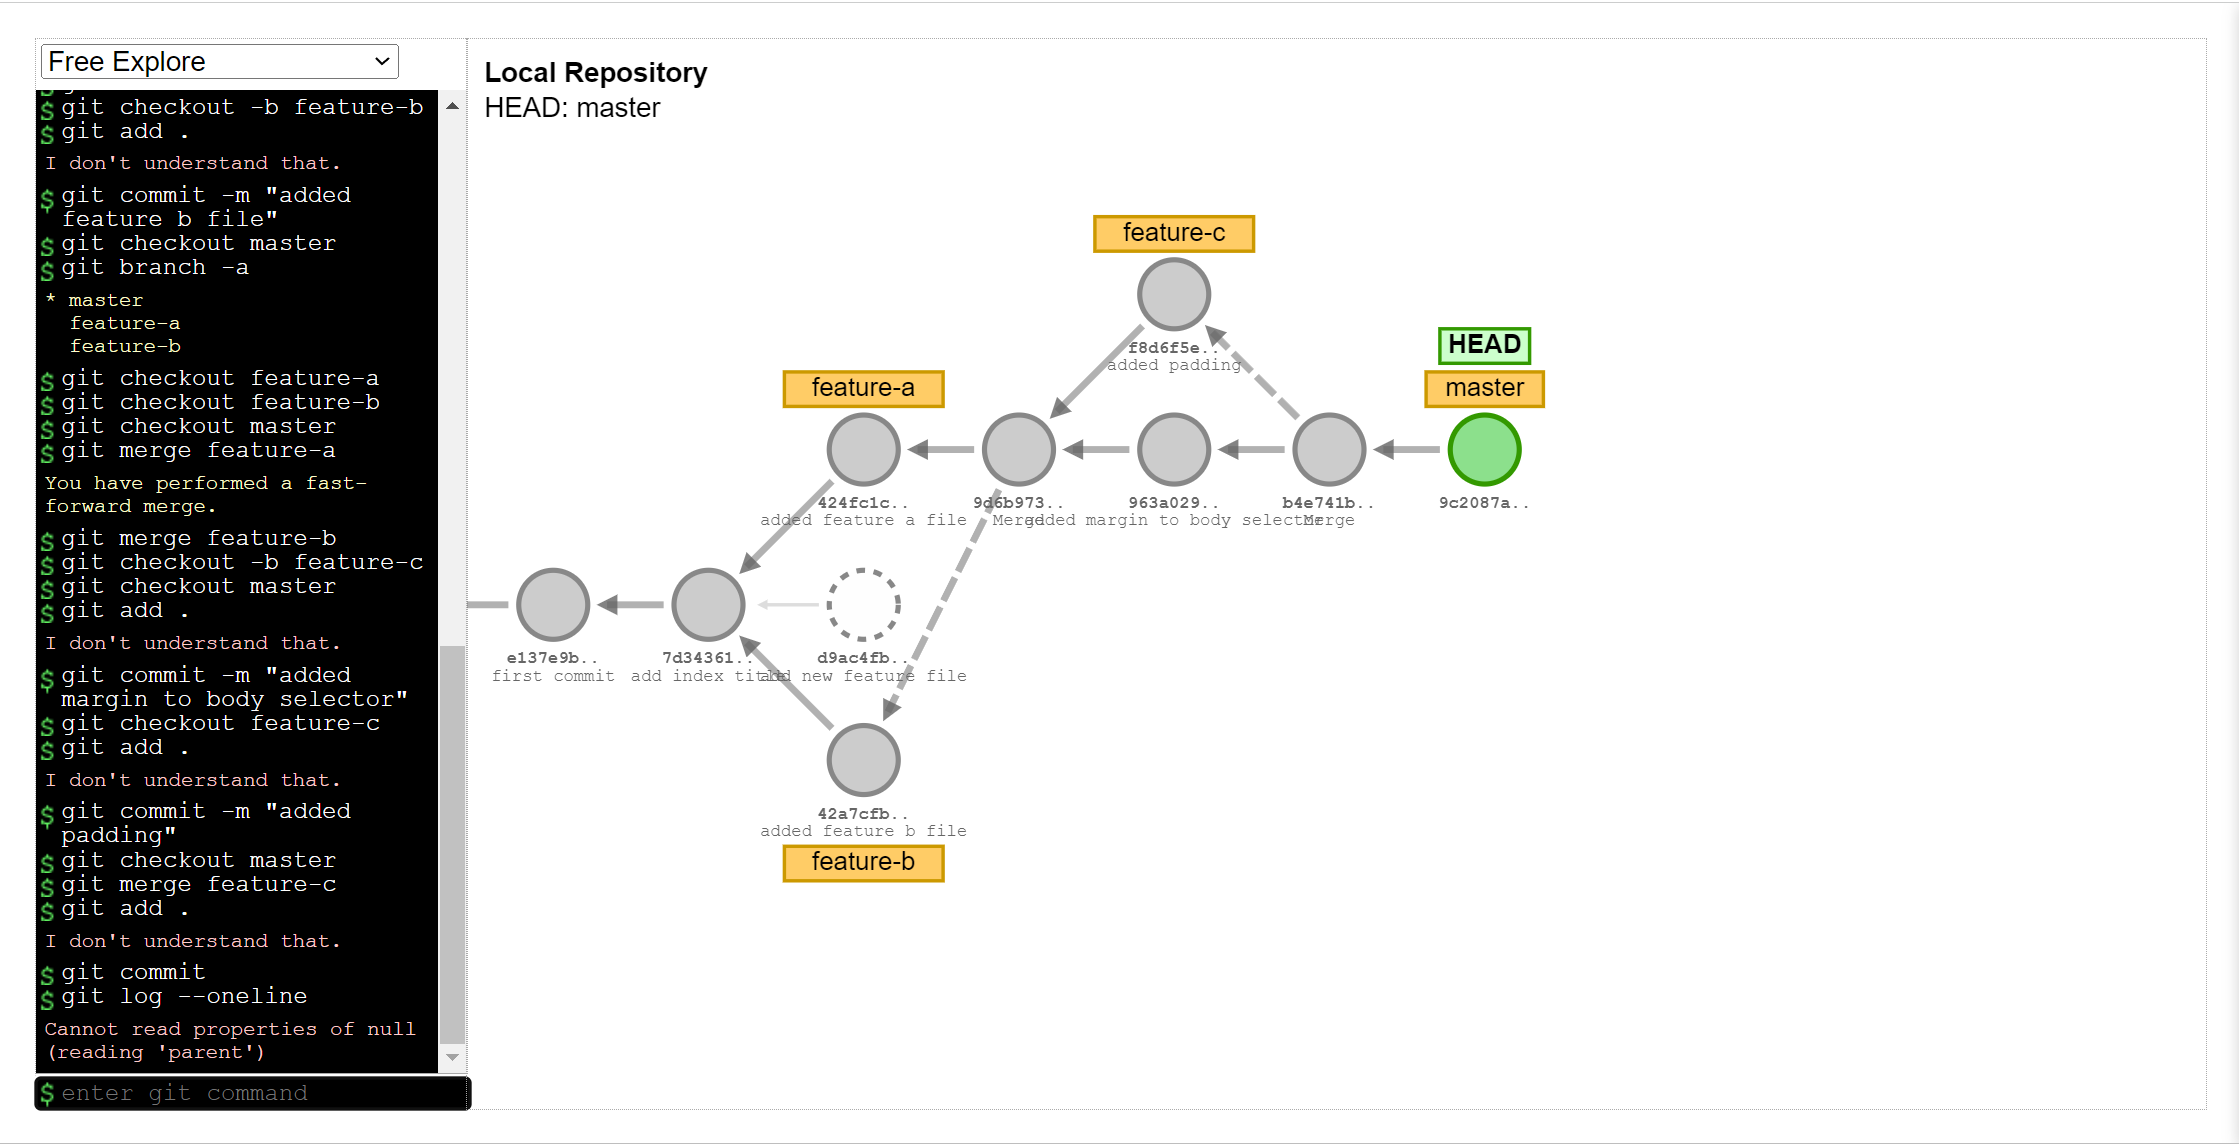 Free Explore
$ git checkout -b feature-b
$ git add .
I don't understand that.
$ git commit -m "added
feature b file"
$ git checkout master
$ git branch -a
* master
feature-a
feature-b
$ git checkout feature-a
$ git checkout feature-b
$ git checkout master
$ git merge feature-a
You have performed a fast-
forward merge.
$ git merge feature-b
$ git checkout -b feature-c
$ git checkout master
$ git add .
I don't understand that.
$ git commit -m "added
margin to body selector"
$ git checkout feature-c
$ git add .
I don't understand that.
$ git commit -m "added
padding"
$ git checkout master
$ git merge feature-c
$ git add .
I don't understand that.
$ git commit
$ git log --oneline
Cannot read properties of null
(reading 'parent')
$ enter git command
Local Repository
HEAD: master
feature-c
f8d6f5e..
added padding
HEAD
feature-a
master
424fc1c..
added feature a file
9d6b973..
Merge
963a029..
added margin to body selector
b4e741b..
Merge
9c2087a..
e137e9b..
first commit
7d34361..
add index title
d9ac4fb..
add new feature file
42a7cfb..
added feature b file
feature-b